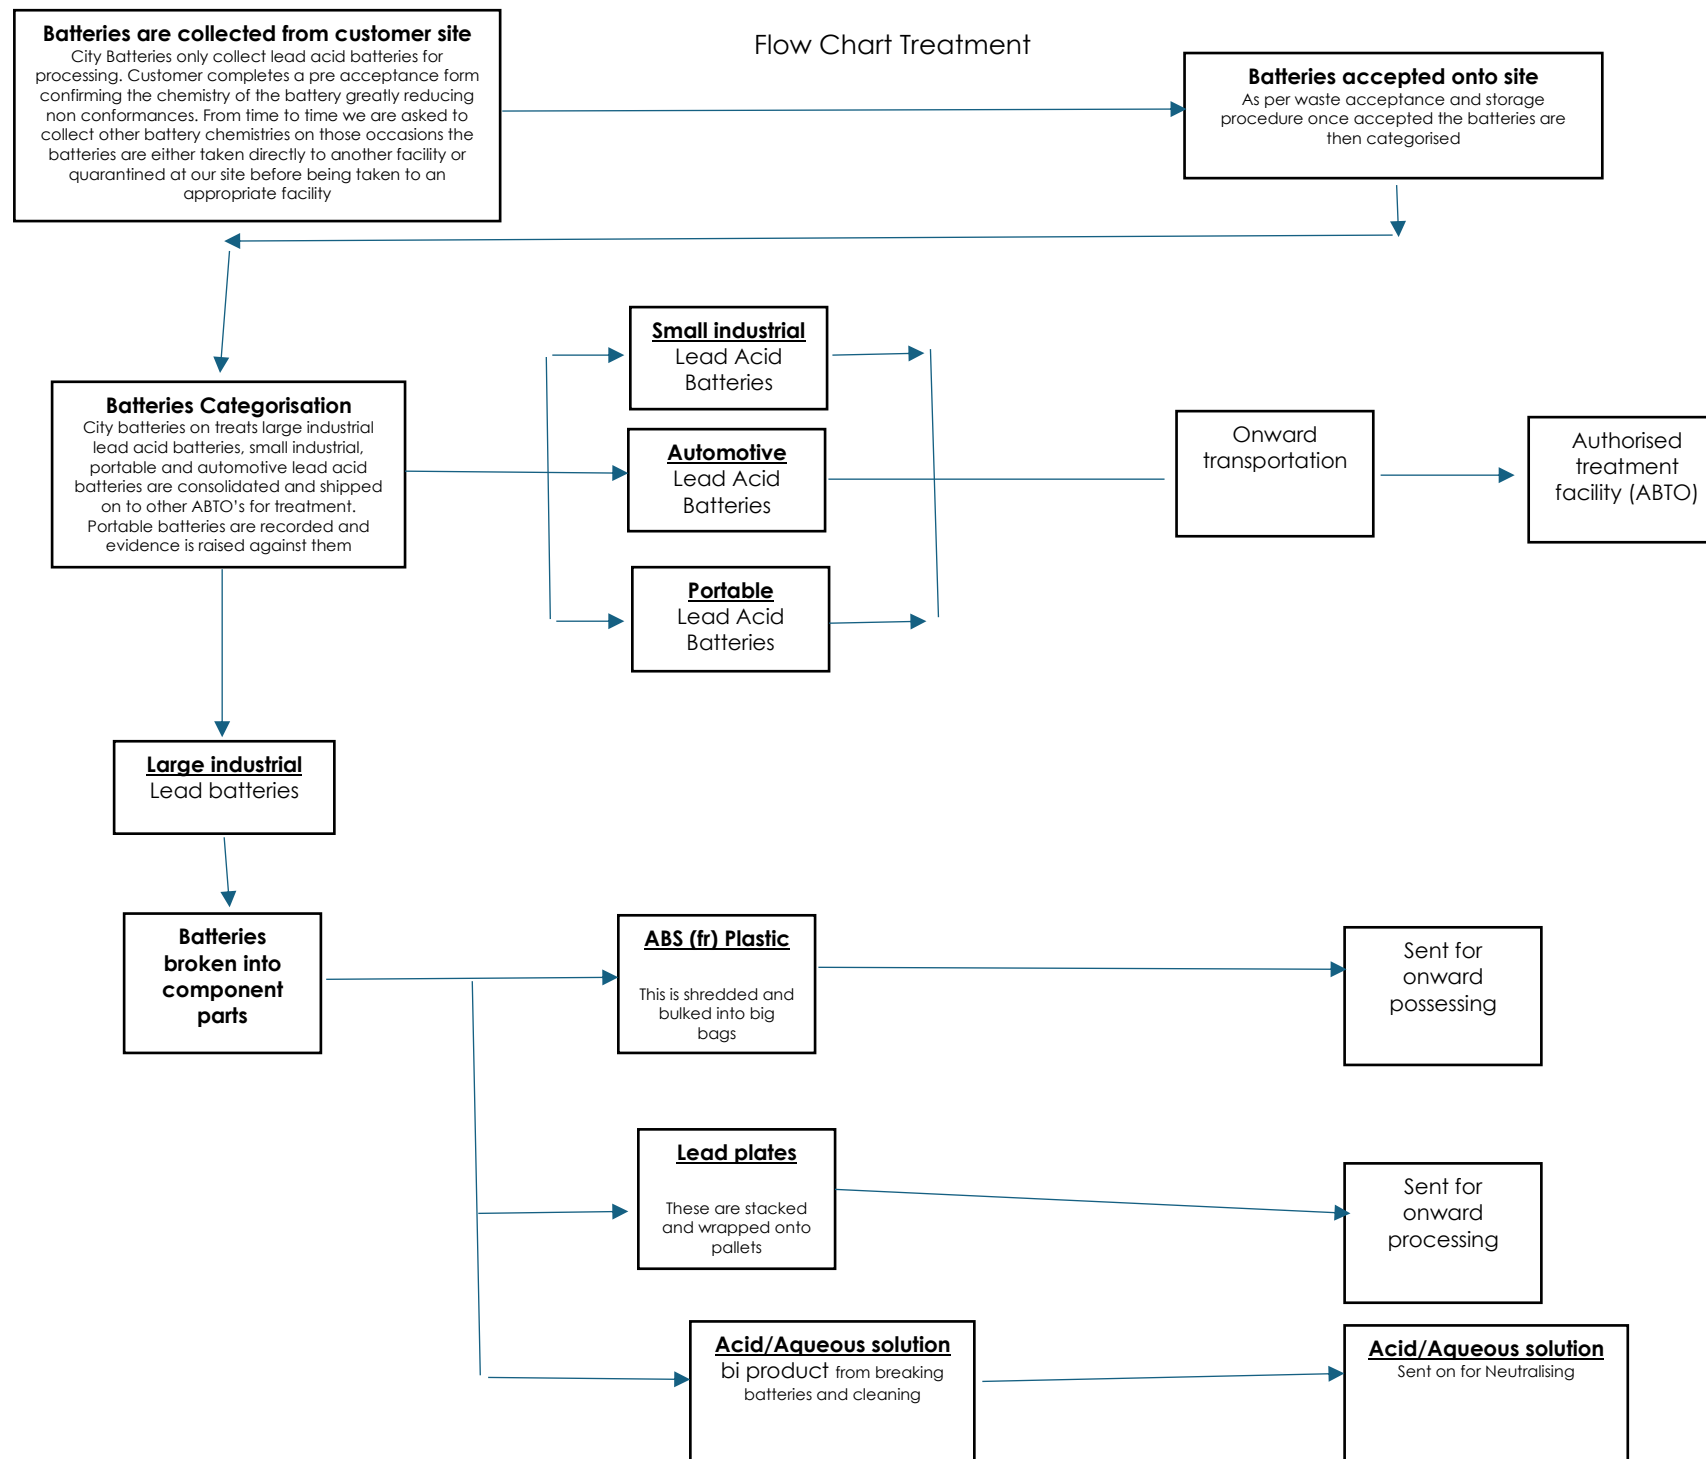 Flow Chart Treatment
Batteries are collected from customer site
City Batteries only collect lead acid batteries for
processing. Customer completes a pre acceptance form
confirming the chemistry of the battery greatly reducing
non conformances. From time to time we are asked to
collect other battery chemistries on those occasions the
batteries are either taken directly to another facility or
quarantined at our site before being taken to an
appropriate facility
Batteries accepted onto site
As per waste acceptance and storage
procedure once accepted the batteries are
then categorised
Batteries Categorisation
City batteries on treats large industrial
lead acid batteries, small industrial,
portable and automotive lead acid
batteries are consolidated and shipped
on to other ABTO's for treatment.
Portable batteries are recorded and
evidence is raised against them
Small industrial
Lead Acid
Batteries
Automotive
Lead Acid
Batteries
Portable
Lead Acid
Batteries
Onward
transportation
Authorised
treatment
facility (ABTO)
Large industrial
Lead batteries
Batteries
broken into
component
parts
ABS (fr) Plastic
This is shredded and
bulked into big
bags
Sent for
onward
possessing
Lead plates
These are stacked
and wrapped onto
pallets
Sent for
onward
processing
Acid/Aqueous solution
bi product from breaking
batteries and cleaning
Acid/Aqueous solution
Sent on for Neutralising